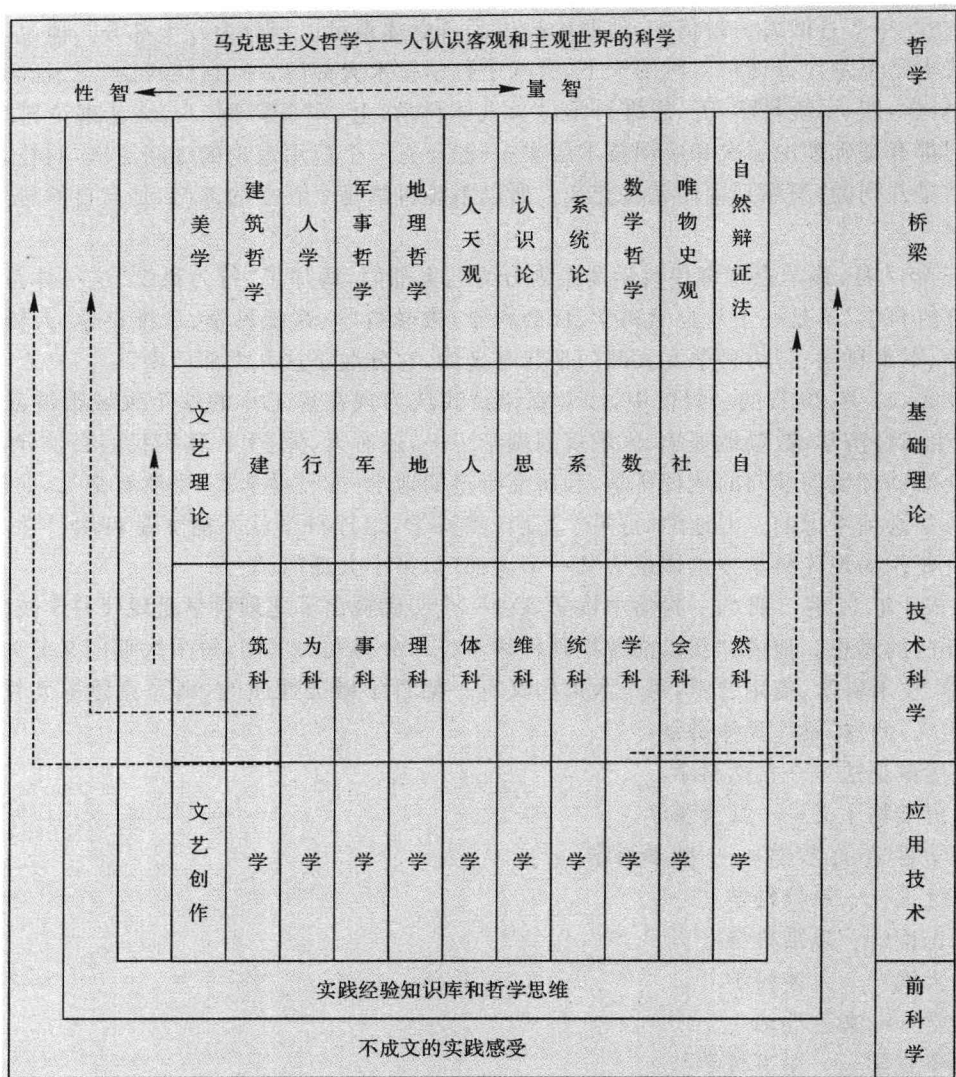 马克思主义哲学——人认识客观和主观世界的科学
哲学
性智
量智
美学
建筑哲学
人学
军事哲学
地理哲学
人天观
认识论
系统论
数学哲学
唯物史观
自然辩证法
桥梁
文艺理论
建
行
军
地
人
思
系
数
社
自
基础理论
筑科
为科
事科
理科
体科
维科
统科
学科
会科
然科
技术科学
文艺创作
学
学
学
学
学
学
学
学
学
学
应用技术
实践经验知识库和哲学思维
不成文的实践感受
前科学